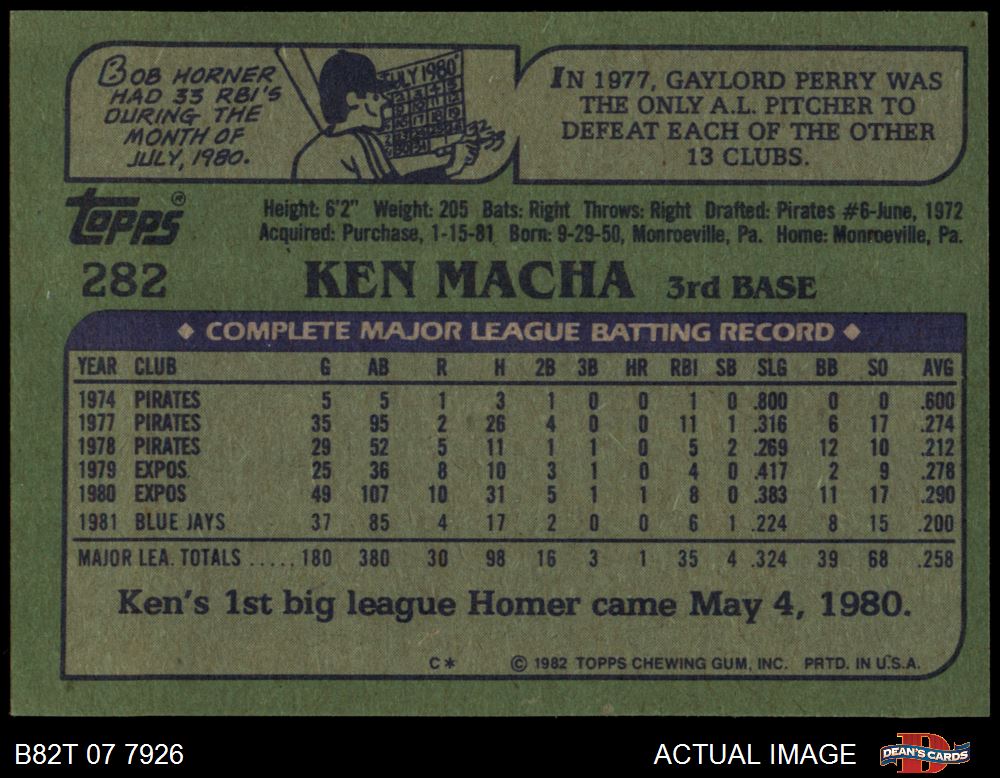 BOB HORNER
HAD 33 RBI'S
DURING THE
MONTH OF
JULY, 1980.
JULY 1980
32
33
IN 1977, GAYLORD PERRY WAS
THE ONLY A.L. PITCHER TO
DEFEAT EACH OF THE OTHER
13 CLUBS.
Topps®
Height: 6'2" Weight: 205 Bats: Right Throws: Right Drafted: Pirates #6-June, 1972
Acquired: Purchase, 1-15-81 Born: 9-29-50, Monroeville, Pa. Home: Monroeville, Pa.
282 KEN MACHA 3rd BASE
◆ COMPLETE MAJOR LEAGUE BATTING RECORD ◆
YEAR CLUB G AB R H 2B 3B HR RBI SB SLG BB SO AVG
1974 PIRATES 5 5 1 3 1 0 0 1 0 .800 0 0 .600
1977 PIRATES 35 95 2 26 4 0 0 11 1 .316 6 17 .274
1978 PIRATES 29 52 5 11 1 1 0 5 2 .269 12 10 .212
1979 EXPOS 25 36 8 10 3 1 0 4 0 .417 2 9 .278
1980 EXPOS 49 107 10 31 5 1 1 8 0 .383 11 17 .290
1981 BLUE JAYS 37 85 4 17 2 0 0 6 1 .224 8 15 .200
MAJOR LEA. TOTALS ..... 180 380 30 98 16 3 1 35 4 .324 39 68 .258
Ken's 1st big league Homer came May 4, 1980.
C* © 1982 TOPPS CHEWING GUM, INC. PRTD. IN U.S.A.
B82T 07 7926 ACTUAL IMAGE DEAN'S CARDS